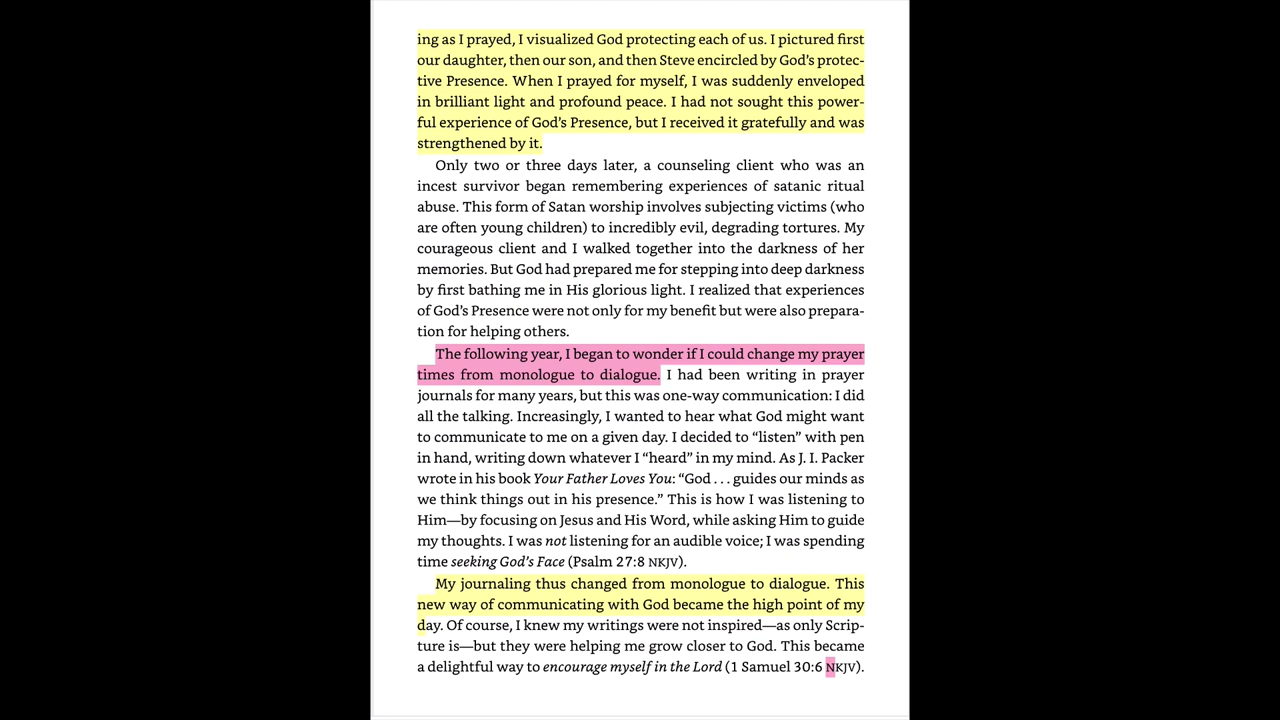 ing as I prayed, I visualized God protecting each of us. I pictured first
our daughter, then our son, and then Steve encircled by God's protec-
tive Presence. When I prayed for myself, I was suddenly enveloped
in brilliant light and profound peace. I had not sought this power-
ful experience of God's Presence, but I received it gratefully and was
strengthened by it.
Only two or three days later, a counseling client who was an
incest survivor began remembering experiences of satanic ritual
abuse. This form of Satan worship involves subjecting victims (who
are often young children) to incredibly evil, degrading tortures. My
courageous client and I walked together into the darkness of her
memories. But God had prepared me for stepping into deep darkness
by first bathing me in His glorious light. I realized that experiences
of God's Presence were not only for my benefit but were also prepara-
tion for helping others.
The following year, I began to wonder if I could change my prayer
times from monologue to dialogue. I had been writing in prayer
journals for many years, but this was one-way communication: I did
all the talking. Increasingly, I wanted to hear what God might want
to communicate to me on a given day. I decided to “listen” with pen
in hand, writing down whatever I “heard” in my mind. As J. I. Packer
wrote in his book Your Father Loves You: “God . . . guides our minds as
we think things out in his presence.” This is how I was listening to
Him—by focusing on Jesus and His Word, while asking Him to guide
my thoughts. I was not listening for an audible voice; I was spending
time seeking God's Face (Psalm 27:8 NKJV).
My journaling thus changed from monologue to dialogue. This
new way of communicating with God became the high point of my
day. Of course, I knew my writings were not inspired—as only Scrip-
ture is—but they were helping me grow closer to God. This became
a delightful way to encourage myself in the Lord (1 Samuel 30:6 NKJV).